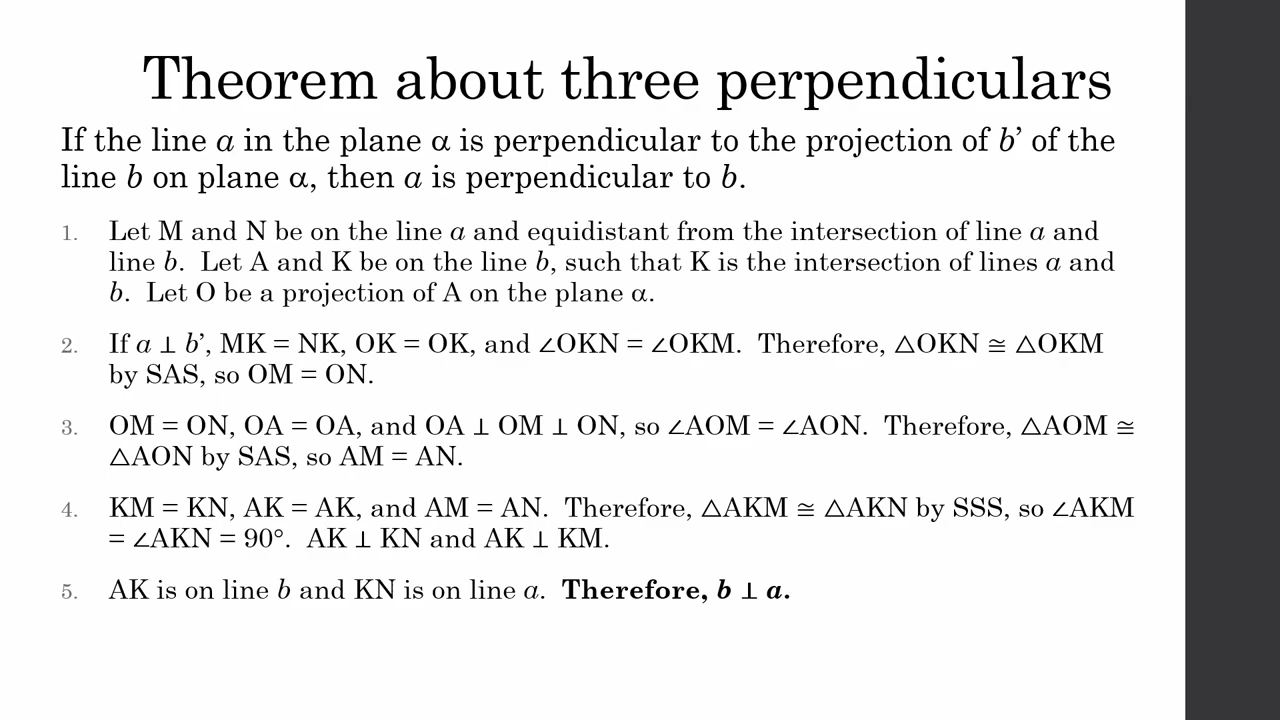 Theorem about three perpendiculars
If the line a in the plane α is perpendicular to the projection of b’ of the
line b on plane α, then a is perpendicular to b.
1. Let M and N be on the line a and equidistant from the intersection of line a and
line b. Let A and K be on the line b, such that K is the intersection of lines a and
b. Let O be a projection of A on the plane α.
2. If a ⊥ b’, MK = NK, OK = OK, and ∠OKN = ∠OKM. Therefore, △OKN ≅ △OKM
by SAS, so OM = ON.
3. OM = ON, OA = OA, and OA ⊥ OM ⊥ ON, so ∠AOM = ∠AON. Therefore, △AOM ≅
△AON by SAS, so AM = AN.
4. KM = KN, AK = AK, and AM = AN. Therefore, △AKM ≅ △AKN by SSS, so ∠AKM
= ∠AKN = 90°. AK ⊥ KN and AK ⊥ KM.
5. AK is on line b and KN is on line a. Therefore, b ⊥ a.